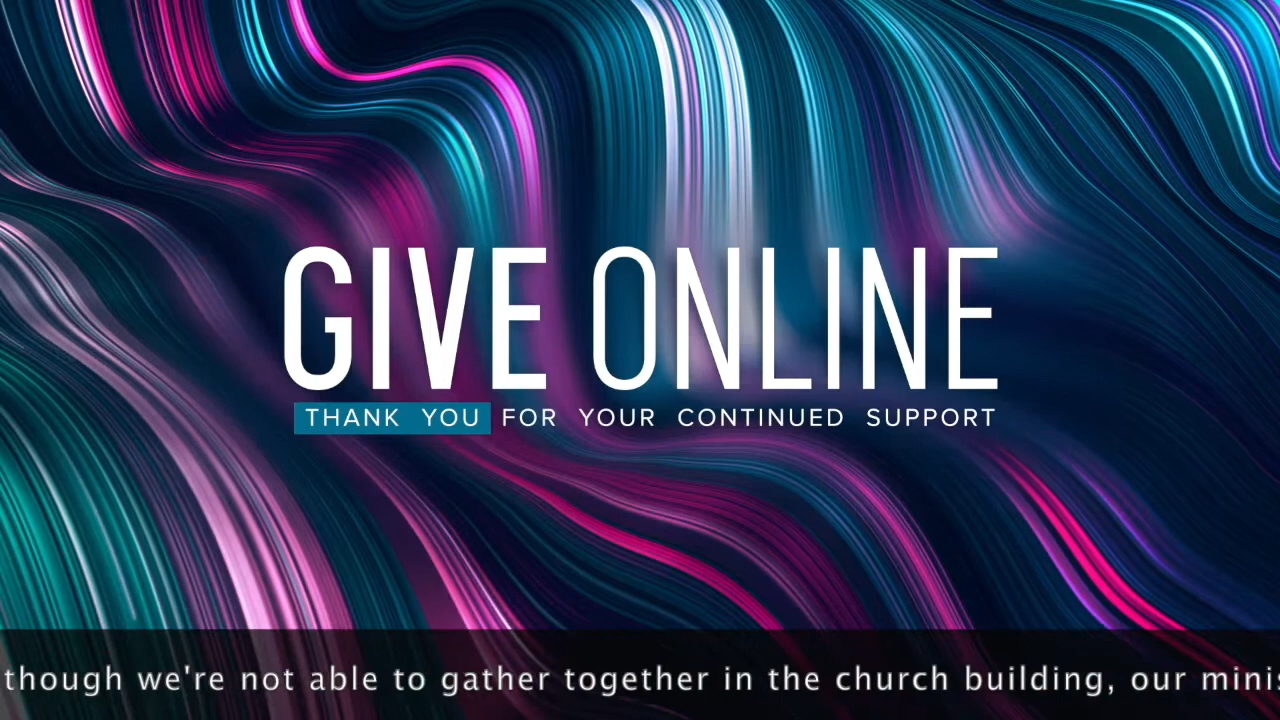 GIVE ONLINE
THANK YOU FOR YOUR CONTINUED SUPPORT
though we're not able to gather together in the church building, our